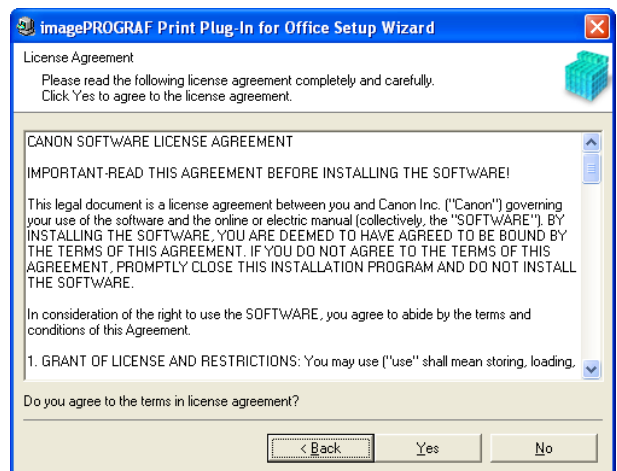 imagePROGRAF Print Plug-In for Office Setup Wizard
License Agreement
Please read the following license agreement completely and carefully.
Click Yes to agree to the license agreement.
CANON SOFTWARE LICENSE AGREEMENT
IMPORTANT-READ THIS AGREEMENT BEFORE INSTALLING THE SOFTWARE!
This legal document is a license agreement between you and Canon Inc. ("Canon") governing
your use of the software and the online or electric manual (collectively, the "SOFTWARE"). BY
INSTALLING THE SOFTWARE, YOU ARE DEEMED TO HAVE AGREED TO BE BOUND BY
THE TERMS OF THIS AGREEMENT. IF YOU DO NOT AGREE TO THE TERMS OF THIS
AGREEMENT, PROMPTLY CLOSE THIS INSTALLATION PROGRAM AND DO NOT INSTALL
THE SOFTWARE.
In consideration of the right to use the SOFTWARE, you agree to abide by the terms and
conditions of this Agreement.
1. GRANT OF LICENSE AND RESTRICTIONS: You may use ("use" shall mean storing, loading,
Do you agree to the terms in license agreement?
< Back Yes No